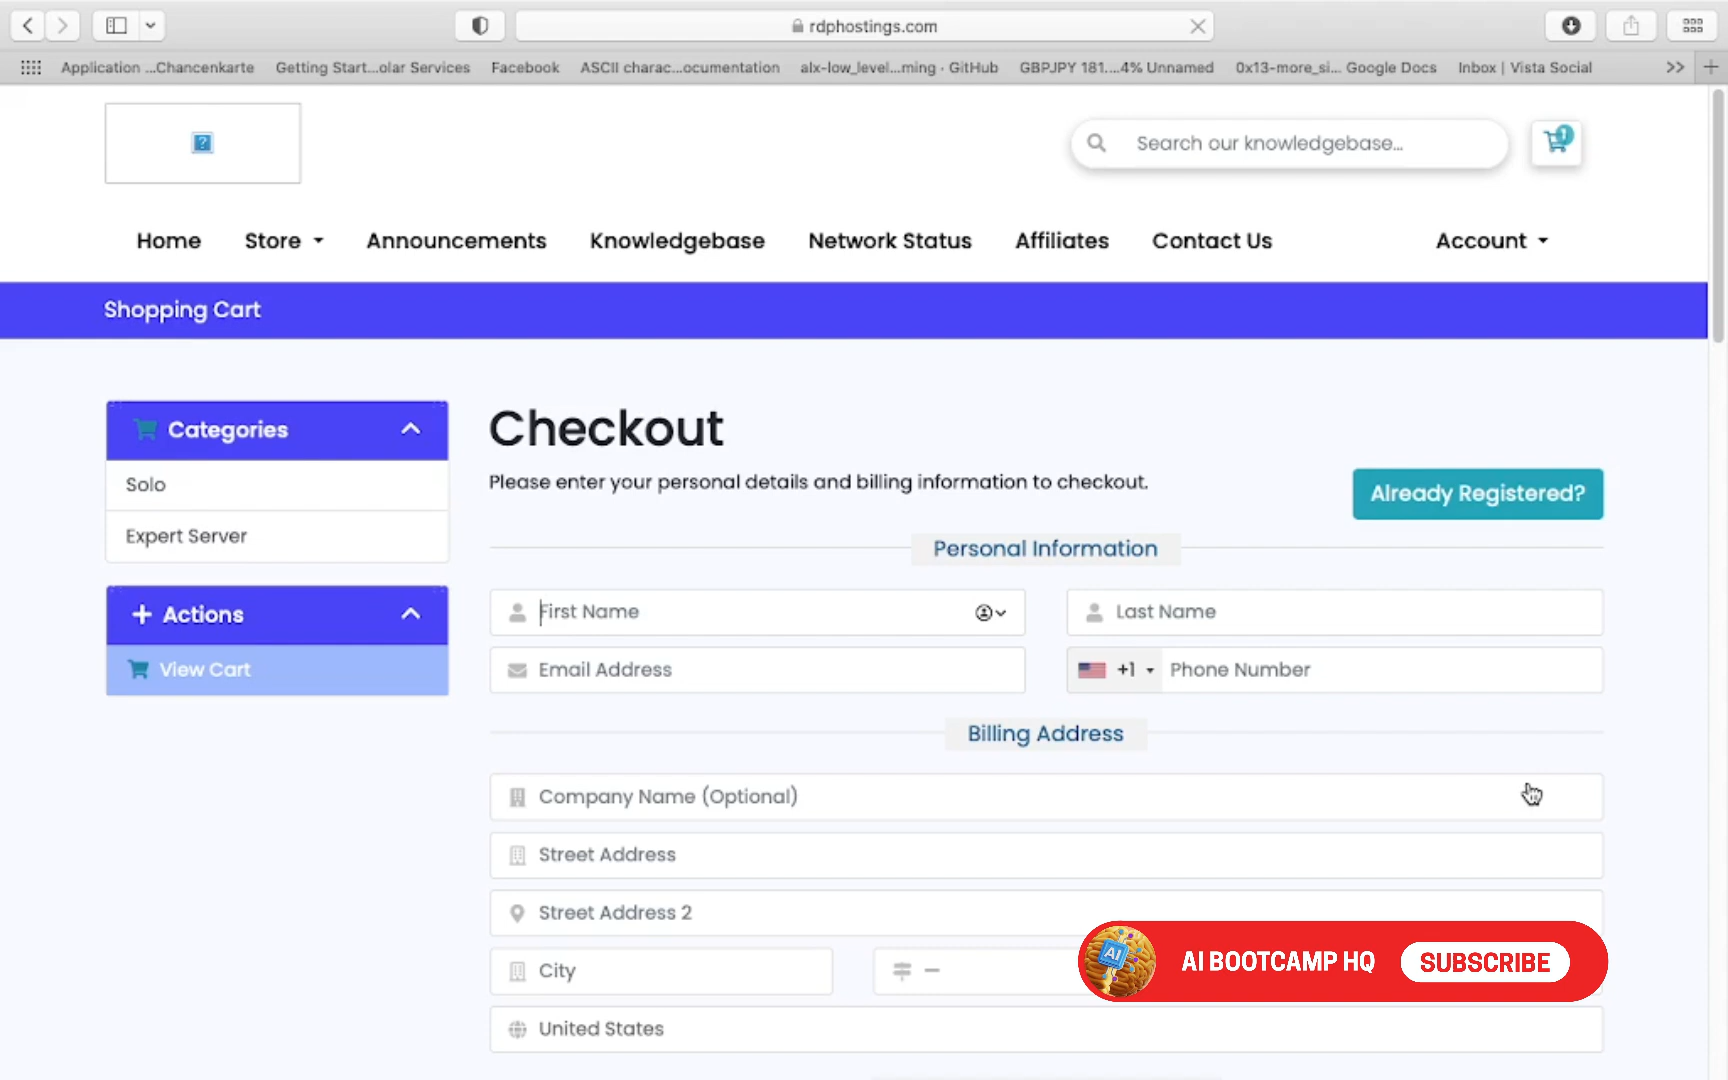 rdphostings.com
Application ...Chancenkarte Getting Start...olar Services Facebook ASCII charac...ocumentation alx-low_level...ming · GitHub GBPJPY 181....4% Unnamed 0x13-more_si... Google Docs Inbox | Vista Social
Search our knowledgebase...
1
Home Store Announcements Knowledgebase Network Status Affiliates Contact Us Account
Shopping Cart
Categories
Solo
Expert Server
Actions
View Cart
Checkout
Please enter your personal details and billing information to checkout.
Already Registered?
Personal Information
First Name Last Name
Email Address +1 Phone Number
Billing Address
Company Name (Optional)
Street Address
Street Address 2
City –
United States
AI
AI BOOTCAMP HQ SUBSCRIBE